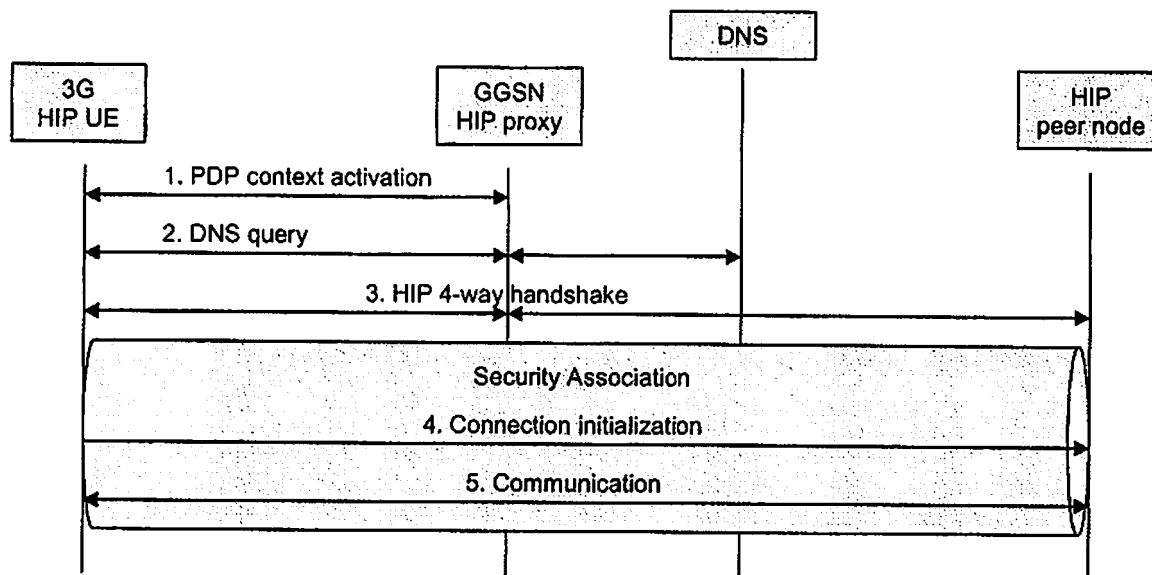 DNS
3G
HIP UE
GGSN
HIP proxy
HIP
peer node
1. PDP context activation
2. DNS query
3. HIP 4-way handshake
Security Association
4. Connection initialization
5. Communication